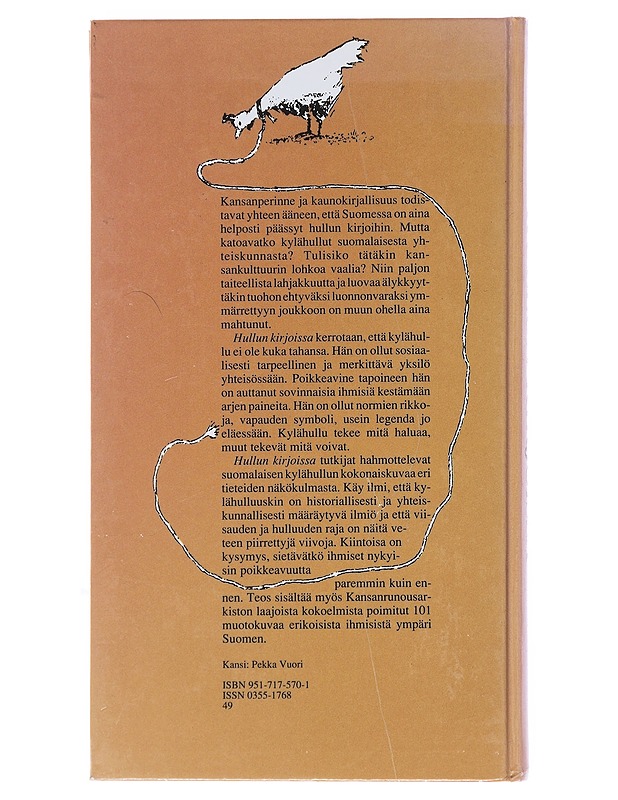 Kansanperinne ja kaunokirjallisuus todis-
tavat yhteen ääneen, että Suomessa on aina
helposti päässyt hullun kirjoihin. Mutta
katoavatko kylähullut suomalaisesta yh-
teiskunnasta? Tulisiko tätäkin kan-
sankulttuurin lohkoa vaalia? Niin paljon
taiteellista lahjakkuutta ja luovaa älykkyyt-
täkin tuohon ehtyväksi luonnonvaraksi ym-
märrettyyn joukkoon on muun ohella aina
mahtunut.
Hullun kirjoissa kerrotaan, että kylähul-
lu ei ole kuka tahansa. Hän on ollut sosiaa-
lisesti tarpeellinen ja merkittävä yksilö
yhteisössään. Poikkeavine tapoineen hän
on auttanut sovinnaisia ihmisiä kestämään
arjen paineita. Hän on ollut normien rikko-
ja, vapauden symboli, usein legenda jo
eläessään. Kylähullu tekee mitä haluaa,
muut tekevät mitä voivat.
Hullun kirjoissa tutkijat hahmottelevat
suomalaisen kylähullun kokonaiskuvaa eri
tieteiden näkökulmasta. Käy ilmi, että ky-
lähulluuskin on historiallisesti ja yhteis-
kunnallisesti määräytyvä ilmiö ja että vii-
sauden ja hulluuden raja on näitä ve-
teen piirrettyjä viivoja. Kiintoisa on
kysymys, sietävätkö ihmiset nykyi-
sin poikkeavuutta
paremmin kuin en-
nen. Teos sisältää myös Kansanrunousar-
kiston laajoista kokoelmista poimitut 101
muotokuvaa erikoisista ihmisistä ympäri
Suomen.
Kansi: Pekka Vuori
ISBN 951-717-570-1
ISSN 0355-1768
49